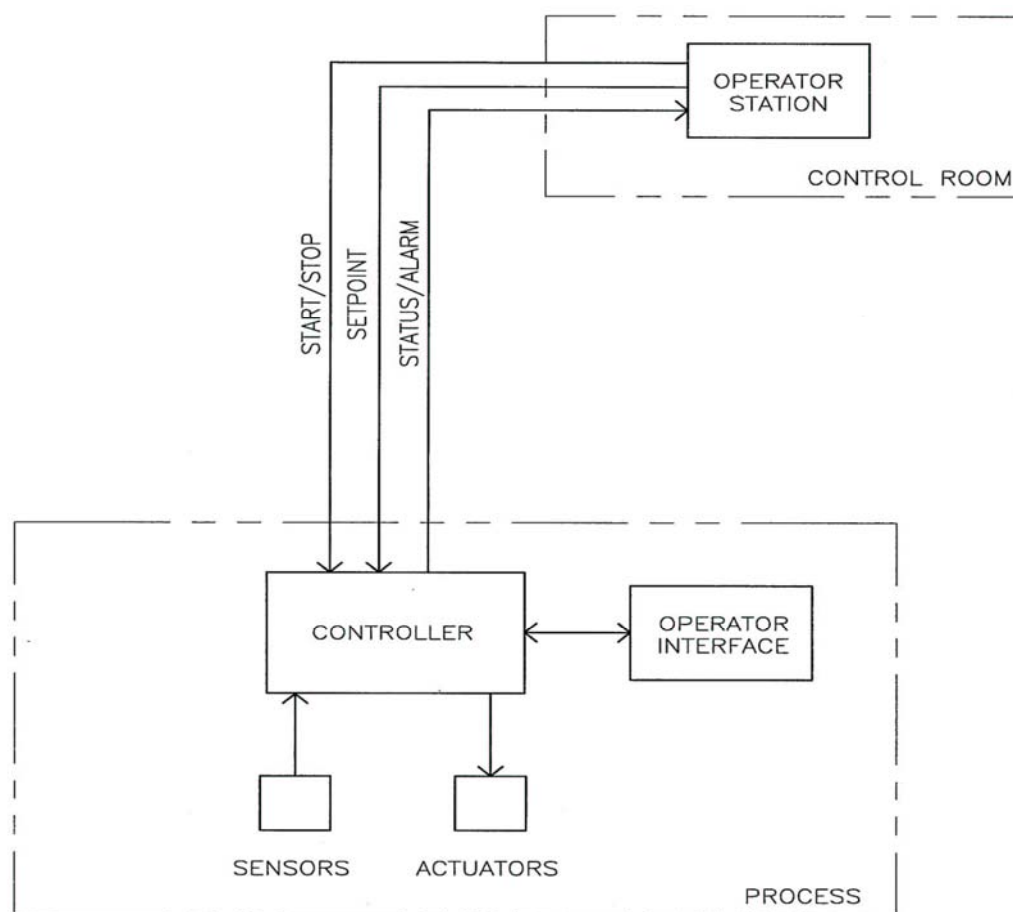 OPERATOR
STATION
CONTROL ROOM
START/STOP
SETPOINT
STATUS/ALARM
CONTROLLER
OPERATOR
INTERFACE
SENSORS
ACTUATORS
PROCESS